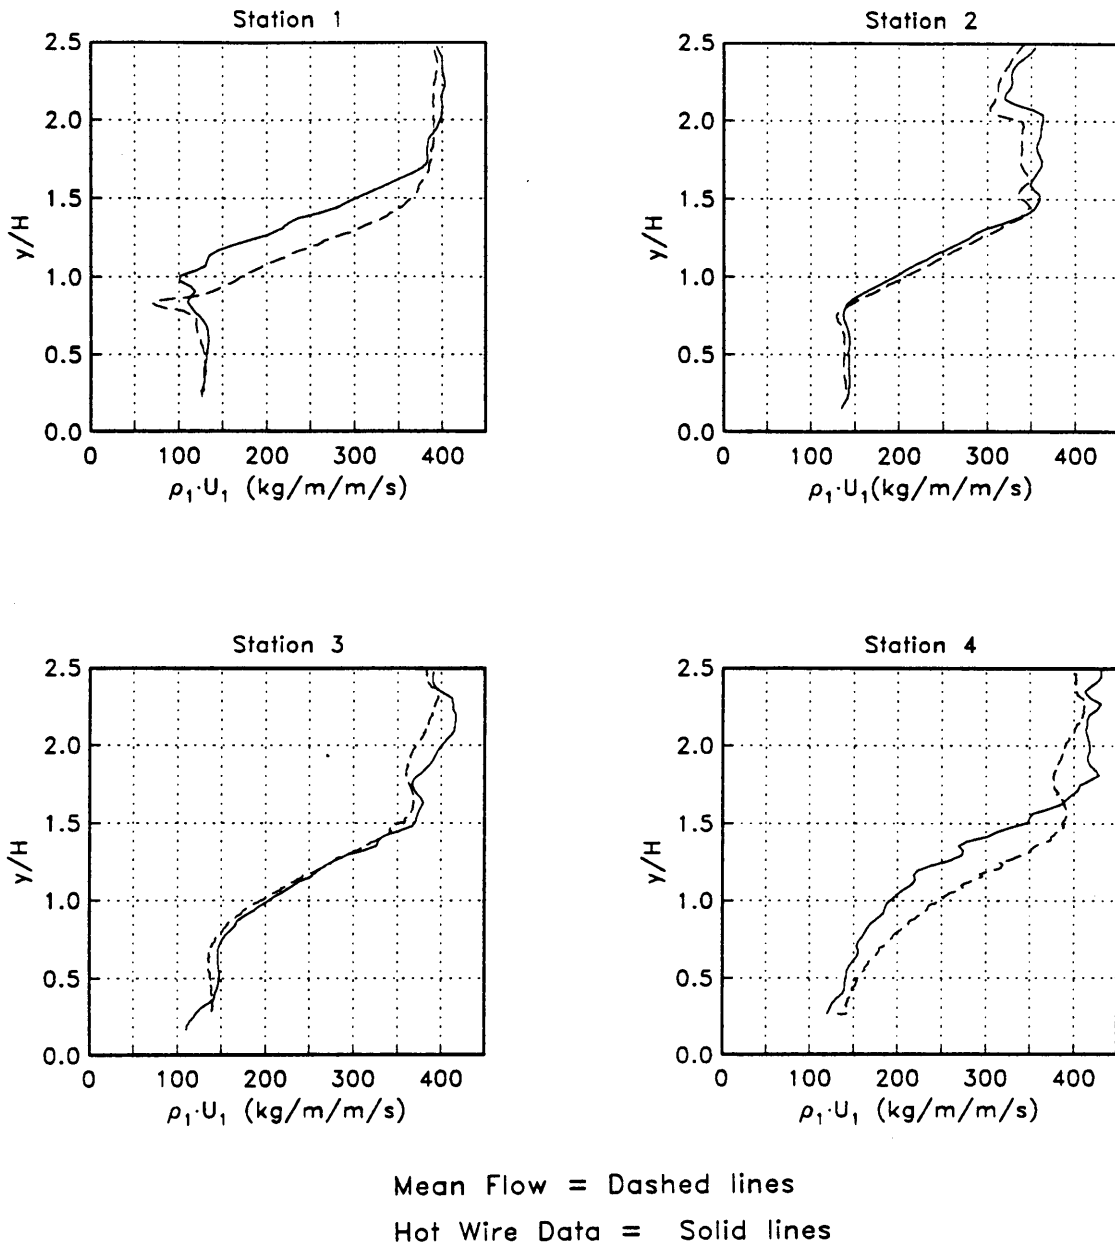 Station 1
2.5
2.0
1.5
1.0
0.5
0.0
y/H
0 100 200 300 400
ρ₁·U₁ (kg/m/m/s)
Station 2
2.5
2.0
1.5
1.0
0.5
0.0
y/H
0 100 200 300 400
ρ₁·U₁(kg/m/m/s)
Station 3
2.5
2.0
1.5
1.0
0.5
0.0
y/H
0 100 200 300 400
ρ₁·U₁ (kg/m/m/s)
Station 4
2.5
2.0
1.5
1.0
0.5
0.0
y/H
0 100 200 300 400
ρ₁·U₁ (kg/m/m/s)
Mean Flow = Dashed lines
Hot Wire Data = Solid lines